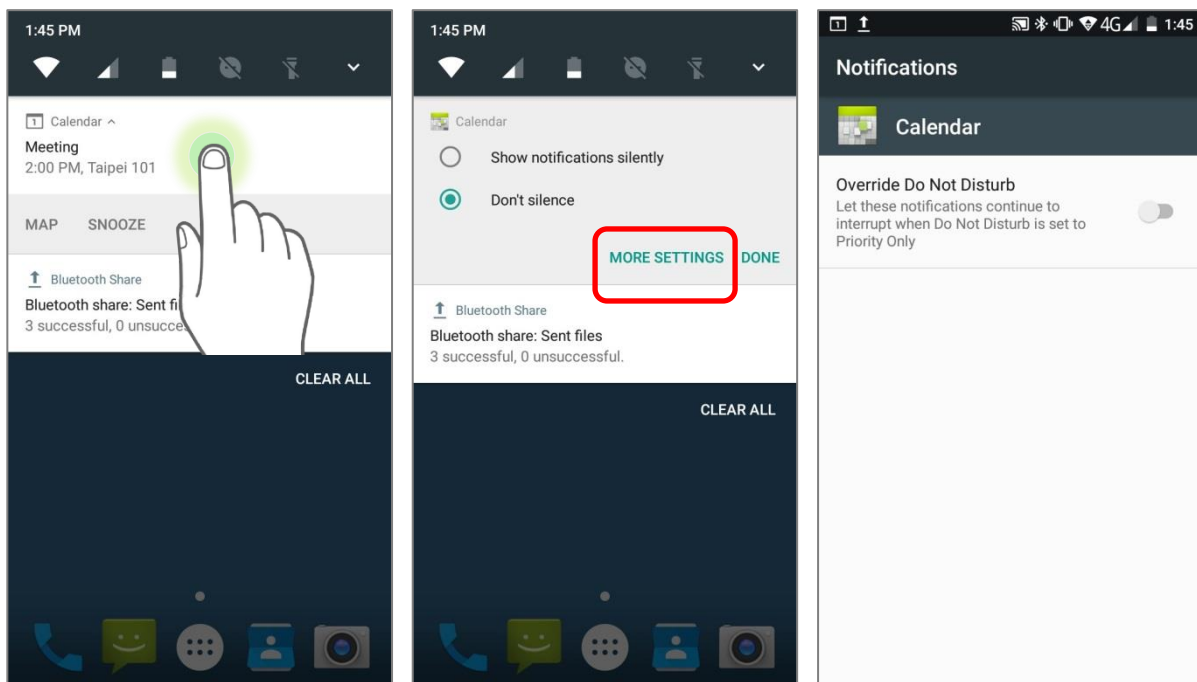 1:45 PM
1 Calendar
Meeting
2:00 PM, Taipei 101
MAP SNOOZE
Bluetooth Share
Bluetooth share: Sent
3 successful, 0
CLEAR ALL
1:45 PM
Calendar
Show notifications silently
Don't silence
MORE SETTINGS DONE
Bluetooth Share
Bluetooth share: Sent files
3 successful, 0 unsuccessful.
CLEAR ALL
1 4G 1:45
Notifications
Calendar
Override Do Not Disturb
Let these notifications continue to
interrupt when Do Not Disturb is set to
Priority Only